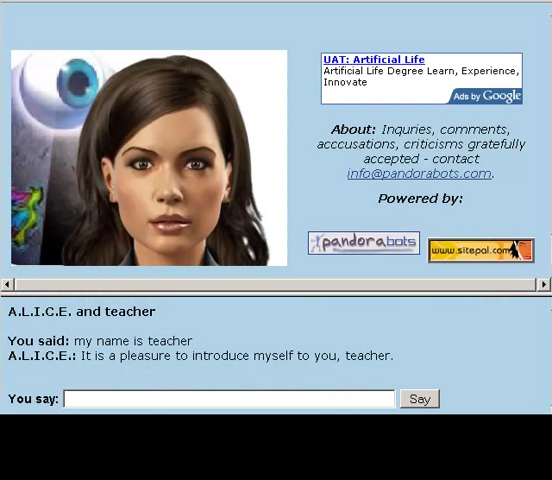 UAT: Artificial Life
Artificial Life Degree Learn, Experience,
Innovate
Ads by Google
About: Inquries, comments,
acccusations, criticisms gratefully
accepted - contact
info@pandorabots.com.
Powered by:
pandorabots
www.sitepal.com
A.L.I.C.E. and teacher
You said: my name is teacher
A.L.I.C.E.: It is a pleasure to introduce myself to you, teacher.
You say:
Say